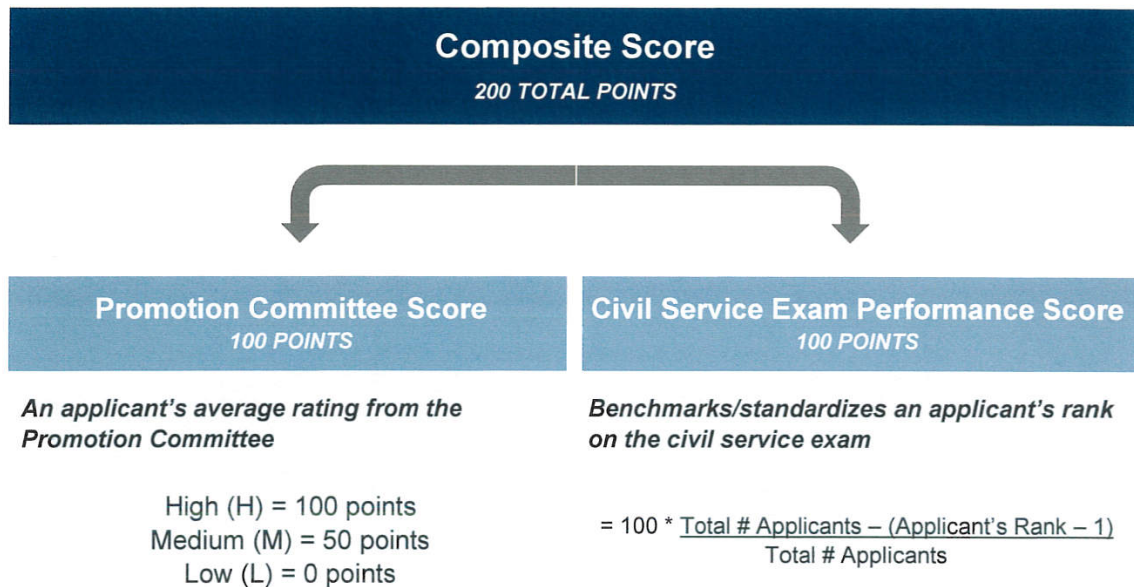 Composite Score
200 TOTAL POINTS
Promotion Committee Score
100 POINTS
An applicant's average rating from the
Promotion Committee
High (H) = 100 points
Medium (M) = 50 points
Low (L) = 0 points
Civil Service Exam Performance Score
100 POINTS
Benchmarks/standardizes an applicant's rank
on the civil service exam
= 100 * Total # Applicants – (Applicant's Rank – 1)
Total # Applicants